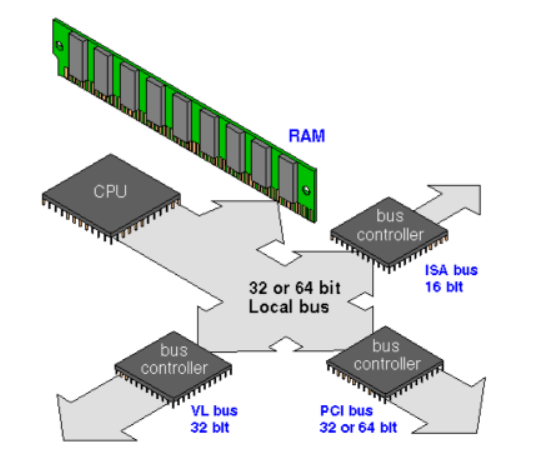 RAM
CPU
bus
controller
ISA bus
16 bit
32 or 64 bit
Local bus
bus
controller
VL bus
32 bit
bus
controller
PCI bus
32 or 64 bit